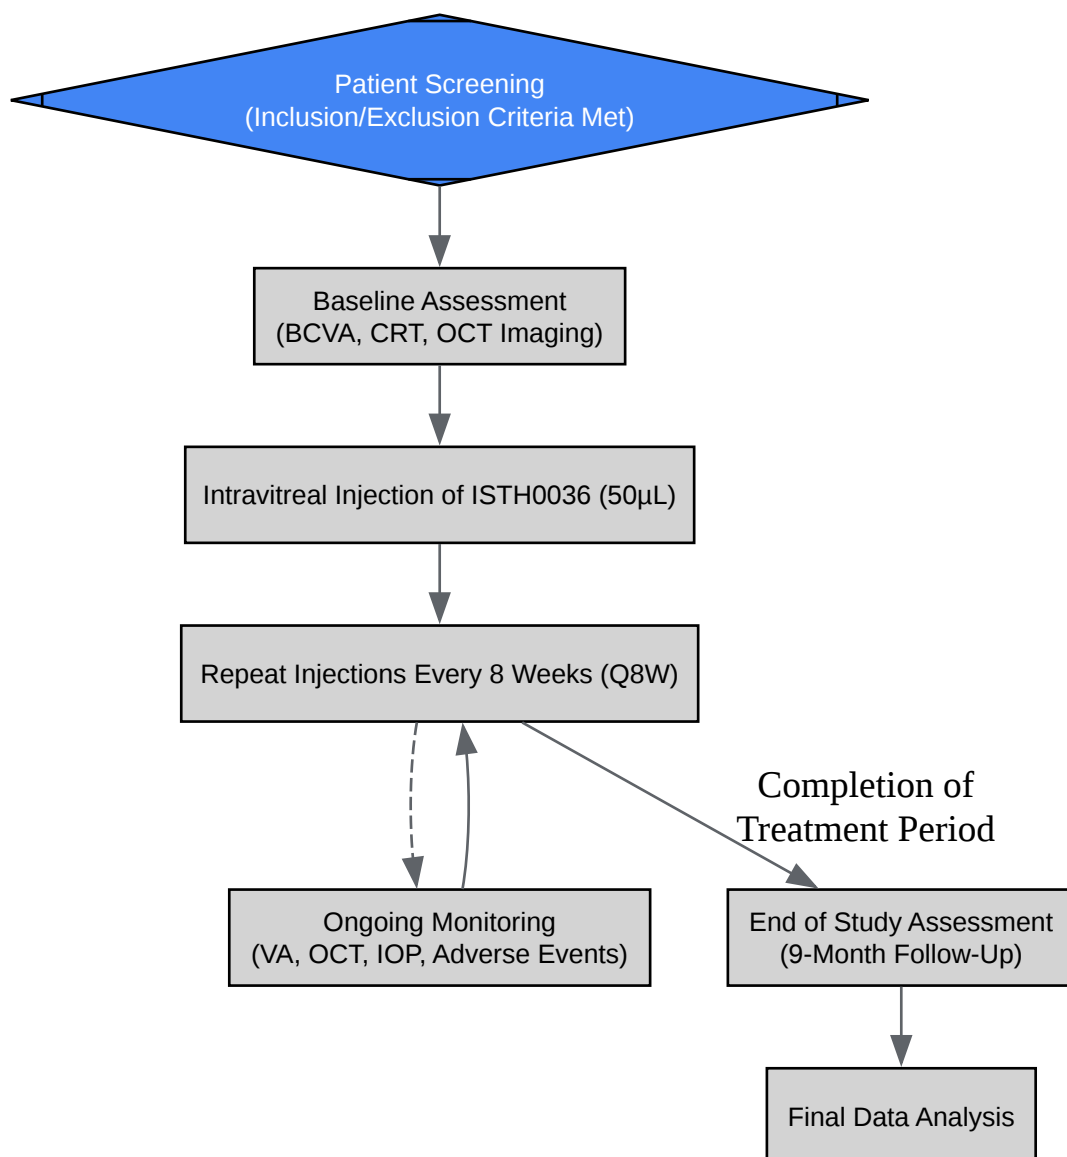 Patient Screening
(Inclusion/Exclusion Criteria Met)
Baseline Assessment
(BCVA, CRT, OCT Imaging)
Intravitreal Injection of ISTH0036 (50µL)
Repeat Injections Every 8 Weeks (Q8W)
Completion of
Treatment Period
Ongoing Monitoring
(VA, OCT, IOP, Adverse Events)
End of Study Assessment
(9-Month Follow-Up)
Final Data Analysis